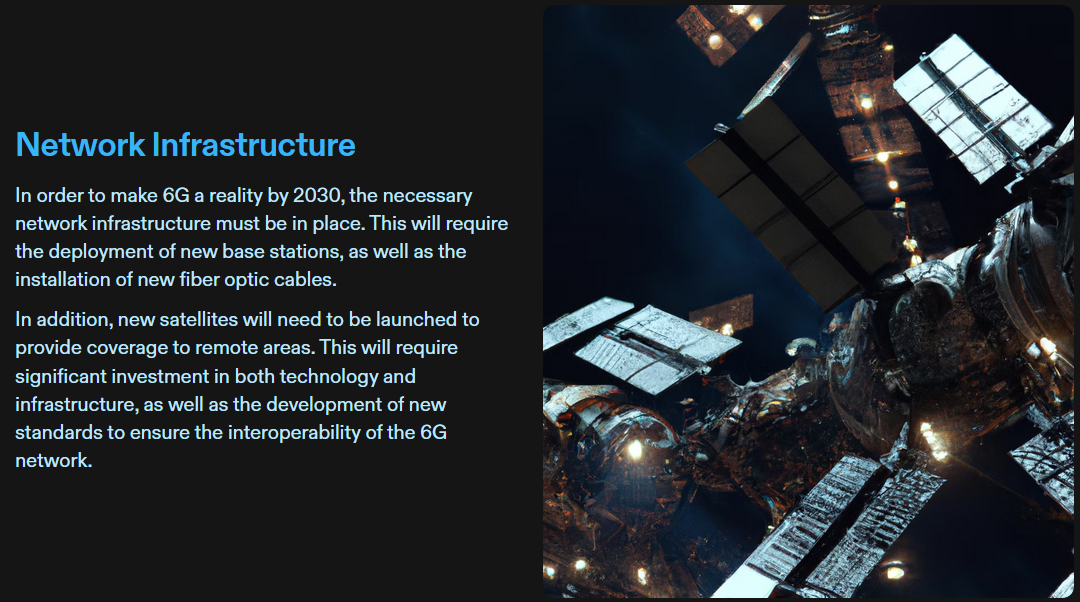 Network Infrastructure
In order to make 6G a reality by 2030, the necessary
network infrastructure must be in place. This will require
the deployment of new base stations, as well as the
installation of new fiber optic cables.
In addition, new satellites will need to be launched to
provide coverage to remote areas. This will require
significant investment in both technology and
infrastructure, as well as the development of new
standards to ensure the interoperability of the 6G
network.